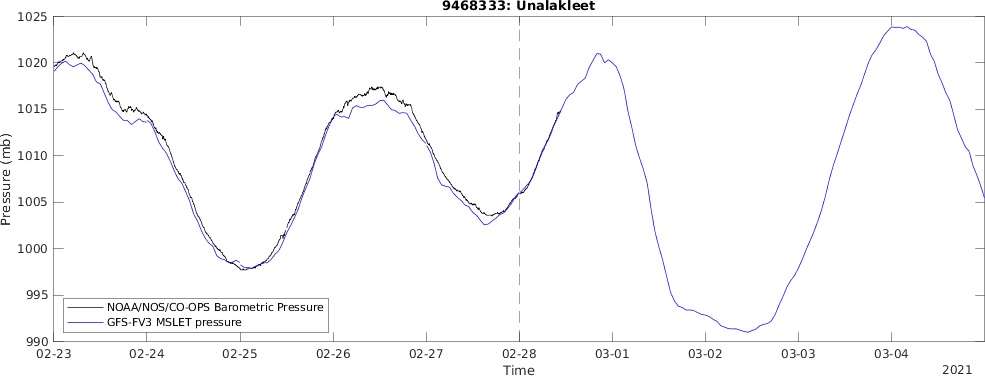 9468333: Unalakleet
1025
1020
1015
1010
1005
1000
995
990
Pressure (mb)
NOAA/NOS/CO-OPS Barometric Pressure
GFS-FV3 MSLET pressure
02-23 02-24 02-25 02-26 02-27 02-28 03-01 03-02 03-03 03-04
Time
2021